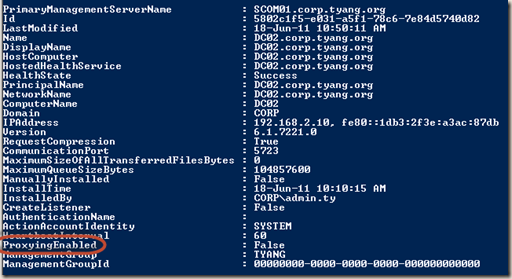 PrimaryManagementServerName : SCOM01.corp.tyang.org
Id : 5802c1f5-e031-a5f1-78c6-7e84d5740d82
LastModified : 18-Jun-11 10:50:11 AM
Name : DC02.corp.tyang.org
DisplayName : DC02.corp.tyang.org
HostComputer : DC02.corp.tyang.org
HostedHealthService : DC02.corp.tyang.org
HealthState : Success
PrincipalName : DC02.corp.tyang.org
NetworkName : DC02.corp.tyang.org
ComputerName : DC02
Domain : CORP
IPAddress : 192.168.2.10, fe80::1db3:2f3e:a3ac:87db
Version : 6.1.7221.0
RequestCompression : True
CommunicationPort : 5723
MaximumSizeOfAllTransferredFilesBytes : 0
MaximumQueueSizeBytes : 104857600
ManuallyInstalled : False
InstallTime : 18-Jun-11 10:10:15 AM
InstalledBy : CORP\admin.ty
CreateListener : False
AuthenticationName :
ActionAccountIdentity : SYSTEM
HeartbeatInterval : 60
ProxyingEnabled : False
ManagementGroup : TYANG
ManagementGroupId : 00000000-0000-0000-0000-000000000000